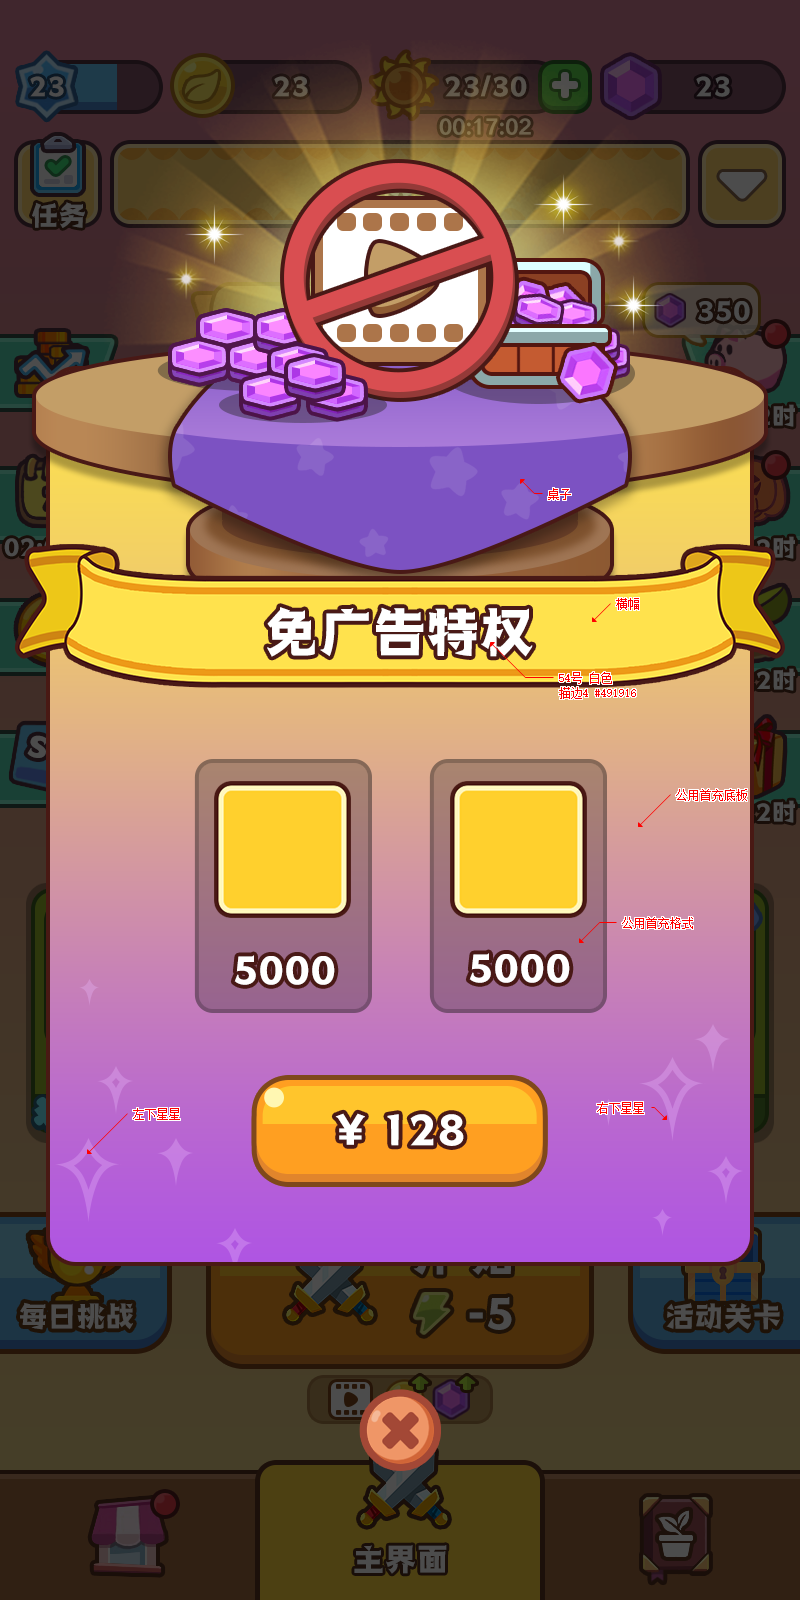 23
23
23/30
23
00:17:02
任务
350
桌子
横幅
免广告特权
54号 白色
描边4 #491916
公用首充底板
公用首充格式
5000
5000
左下星星
右下星星
¥ 128
每日挑战
-5
活动关卡
主界面